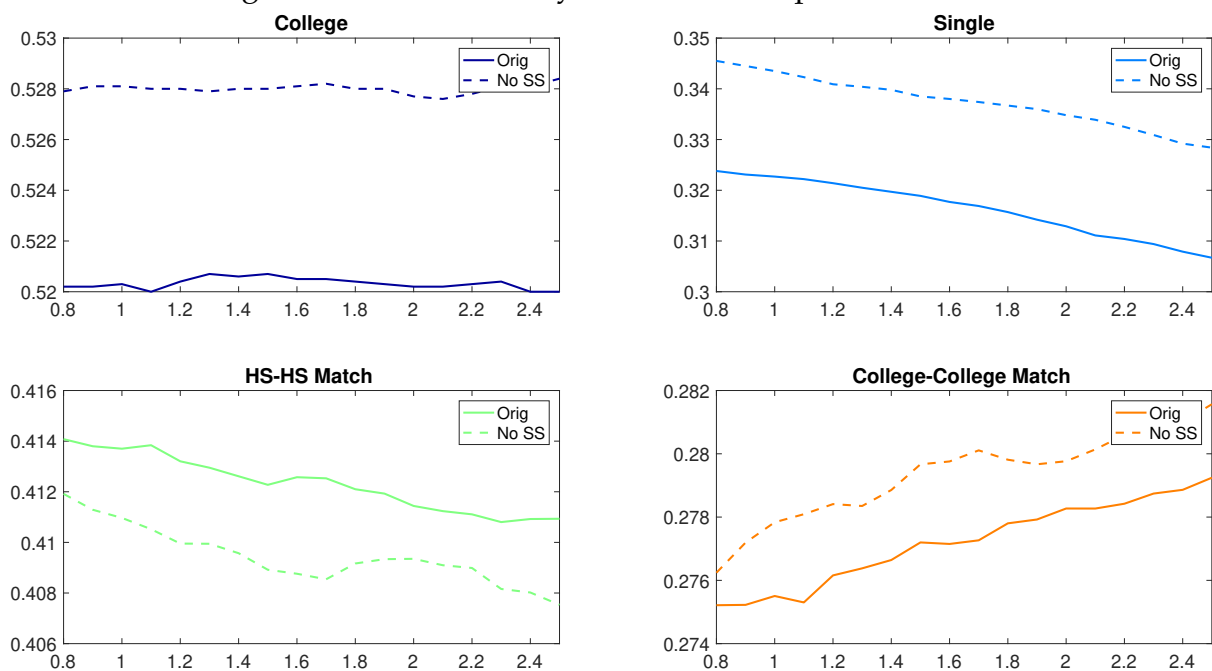 College
0.53
0.528
0.526
0.524
0.522
0.52
0.8 1 1.2 1.4 1.6 1.8 2 2.2 2.4
Orig
No SS
Single
0.35
0.34
0.33
0.32
0.31
0.3
0.8 1 1.2 1.4 1.6 1.8 2 2.2 2.4
Orig
No SS
HS-HS Match
0.416
0.414
0.412
0.41
0.408
0.406
0.8 1 1.2 1.4 1.6 1.8 2 2.2 2.4
Orig
No SS
College-College Match
0.282
0.28
0.278
0.276
0.274
0.8 1 1.2 1.4 1.6 1.8 2 2.2 2.4
Orig
No SS